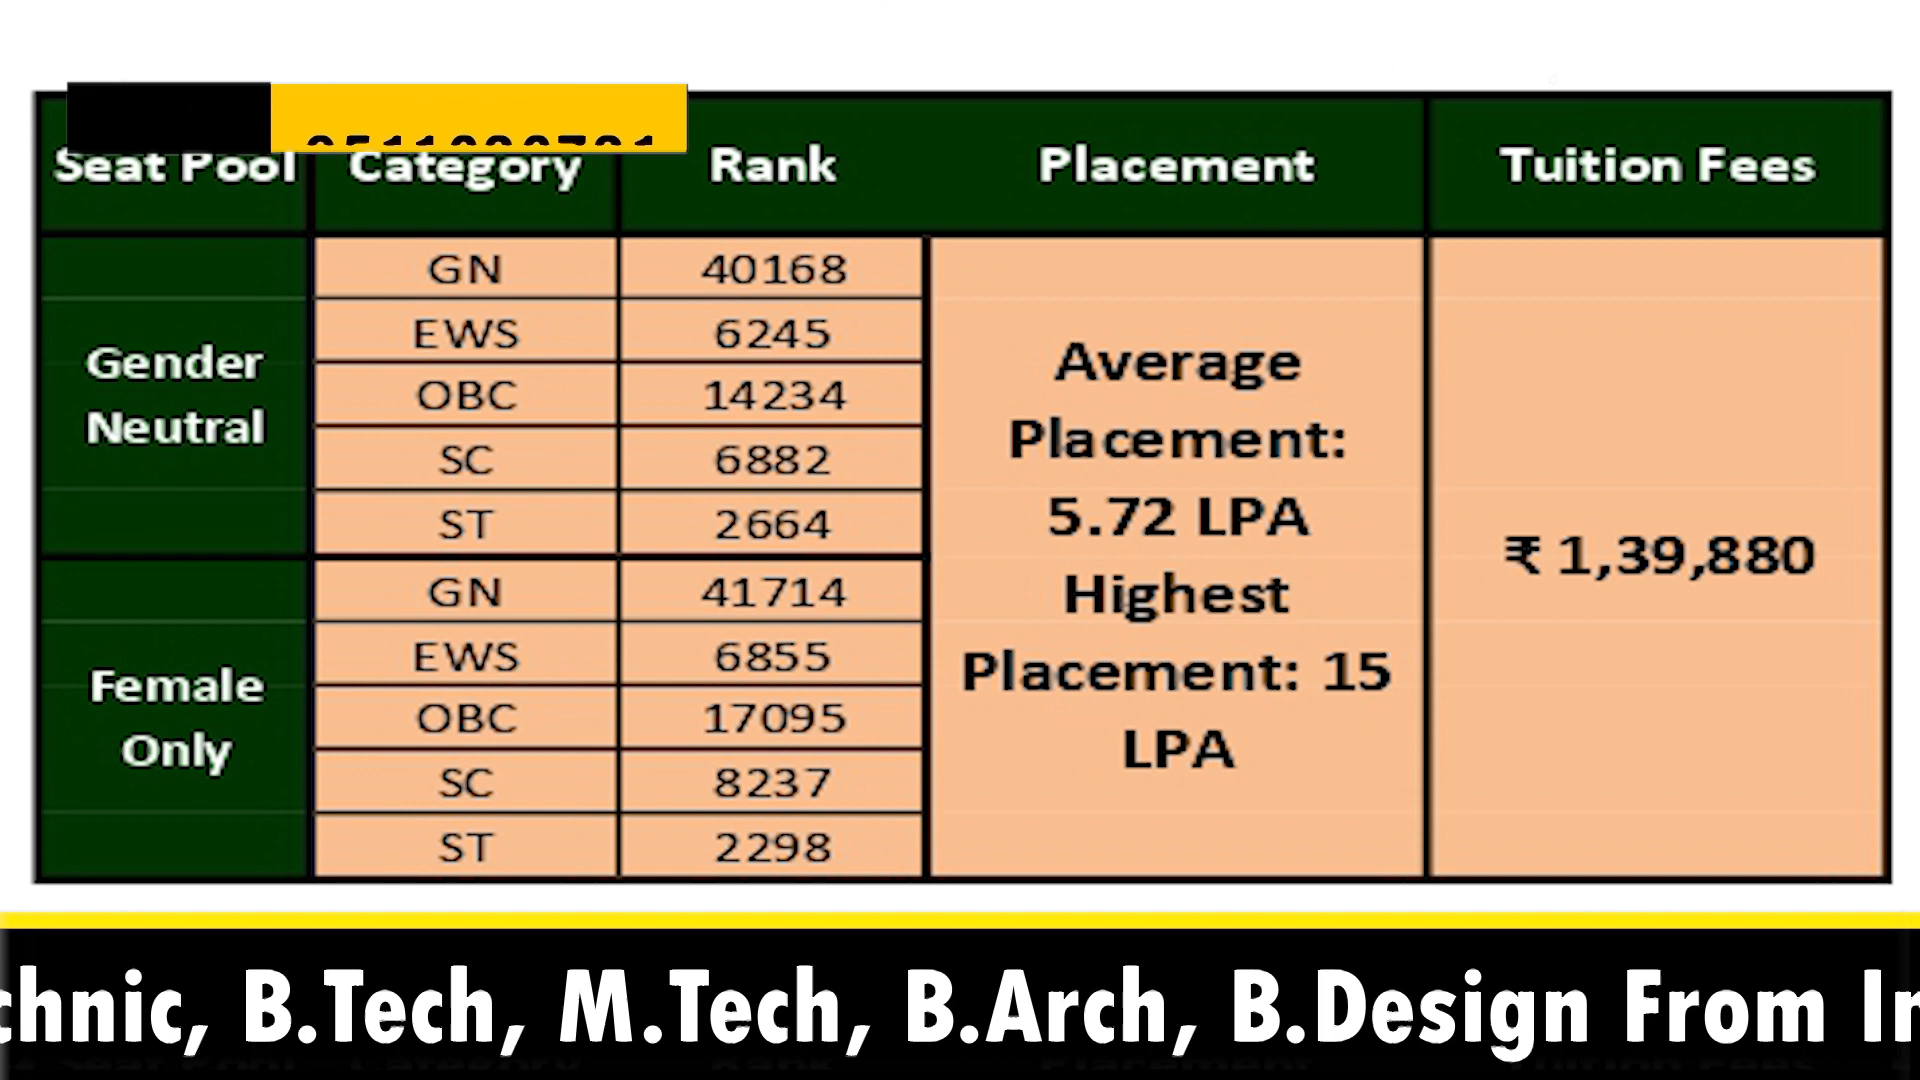 Seat Pool Category Rank Placement Tuition Fees
Gender
Neutral
GN 40168
EWS 6245
OBC 14234
SC 6882
ST 2664
Female
Only
GN 41714
EWS 6855
OBC 17095
SC 8237
ST 2298
Average
Placement:
5.72 LPA
Highest
Placement: 15
LPA
₹ 1,39,880
chnic, B.Tech, M.Tech, B.Arch, B.Design From